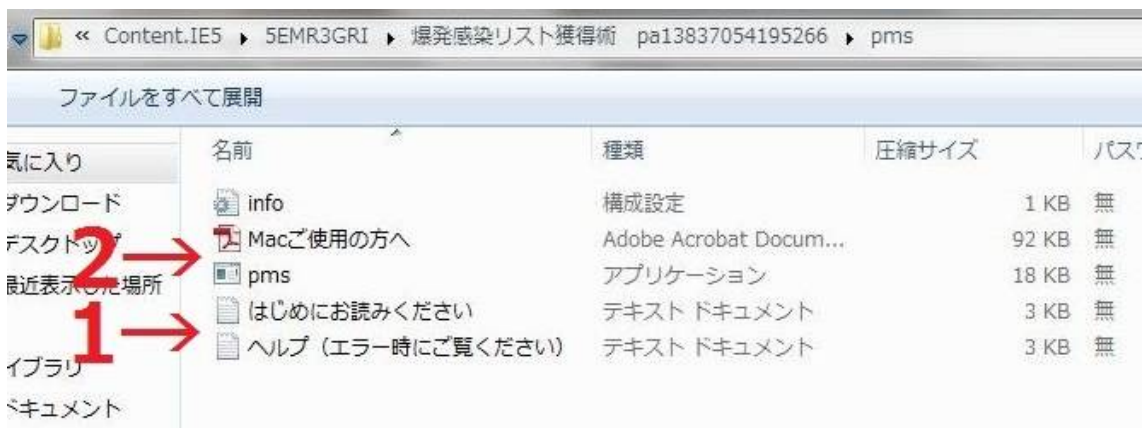 « Content.IE5 ▸ 5EMR3GRI ▸ 爆発感染リスト獲得術 pa13837054195266 ▸ pms
ファイルをすべて展開
名前 種類 圧縮サイズ パスワ
気に入り
ダウンロード
デスクトップ
最近表示した場所
イブラリ
ドキュメント
info 構成設定 1 KB 無
2→ Macご使用の方へ Adobe Acrobat Docum... 92 KB 無
pms アプリケーション 18 KB 無
1→ はじめにお読みください テキスト ドキュメント 3 KB 無
ヘルプ（エラー時にご覧ください） テキスト ドキュメント 3 KB 無